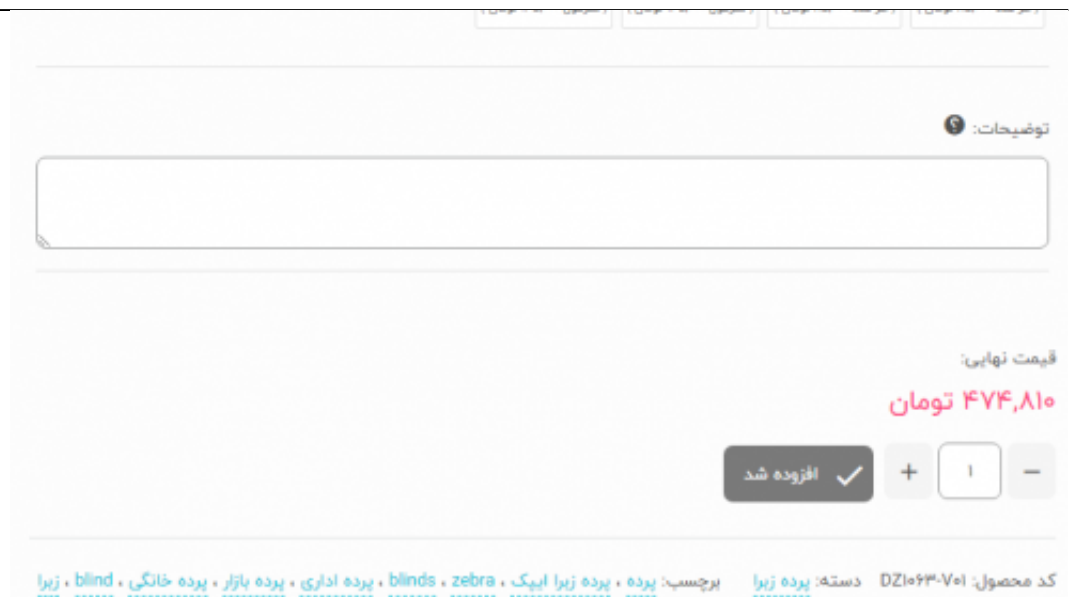 توضیحات:
قیمت نهایی:
۴۷۴,۸۱۰ تومان
− ۱ + افزوده شد
کد محصول: DZ۱۰۶۳-V۰۱ دسته: پرده زبرا برچسب: پرده ، پرده زبرا اپیک ، blinds ، zebra ، پرده اداری ، پرده بازار ، پرده خانگی ، blind ، زبرا